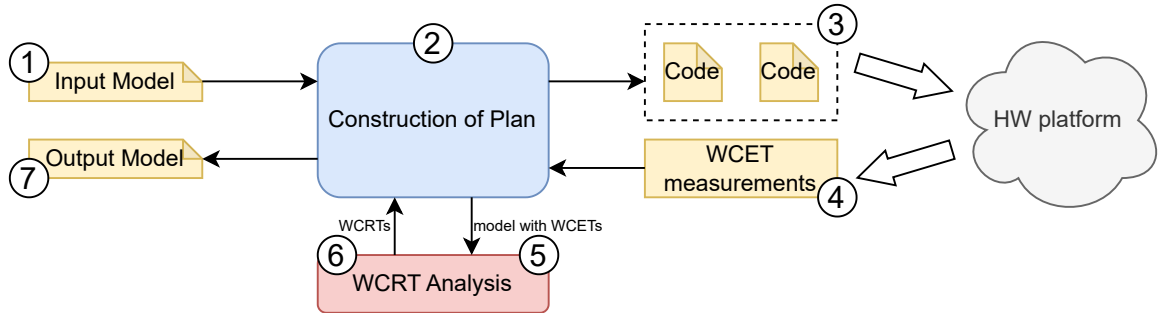 1
Input Model
2
Construction of Plan
3
Code
Code
HW platform
Output Model
7
WCET
measurements
4
WCRTs
model with WCETs
6
5
WCRT Analysis